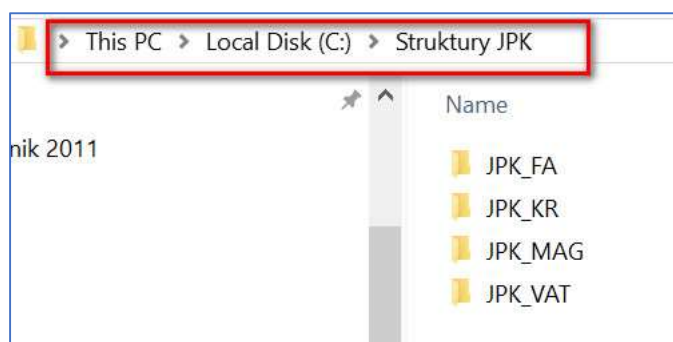 This PC > Local Disk (C:) > Struktury JPK
Name
nik 2011
JPK_FA
JPK_KR
JPK_MAG
JPK_VAT